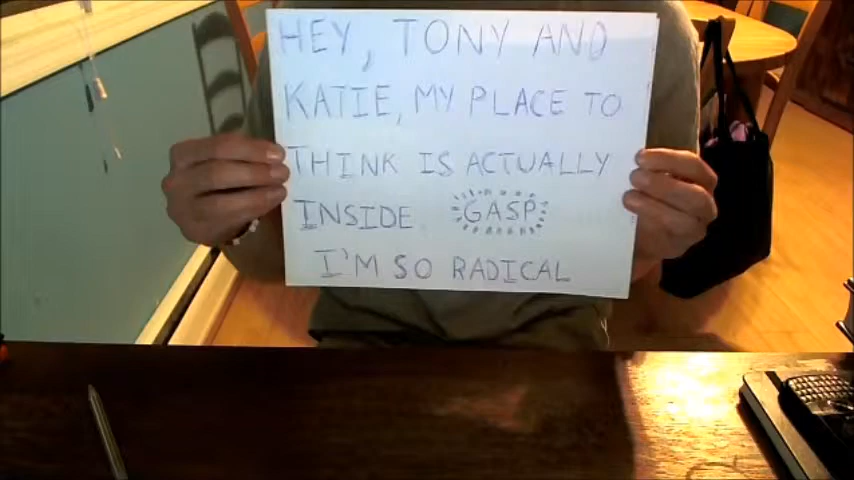 HEY, TONY AND
KATIE, MY PLACE TO
THINK IS ACTUALLY
INSIDE GASP
I'M SO RADICAL